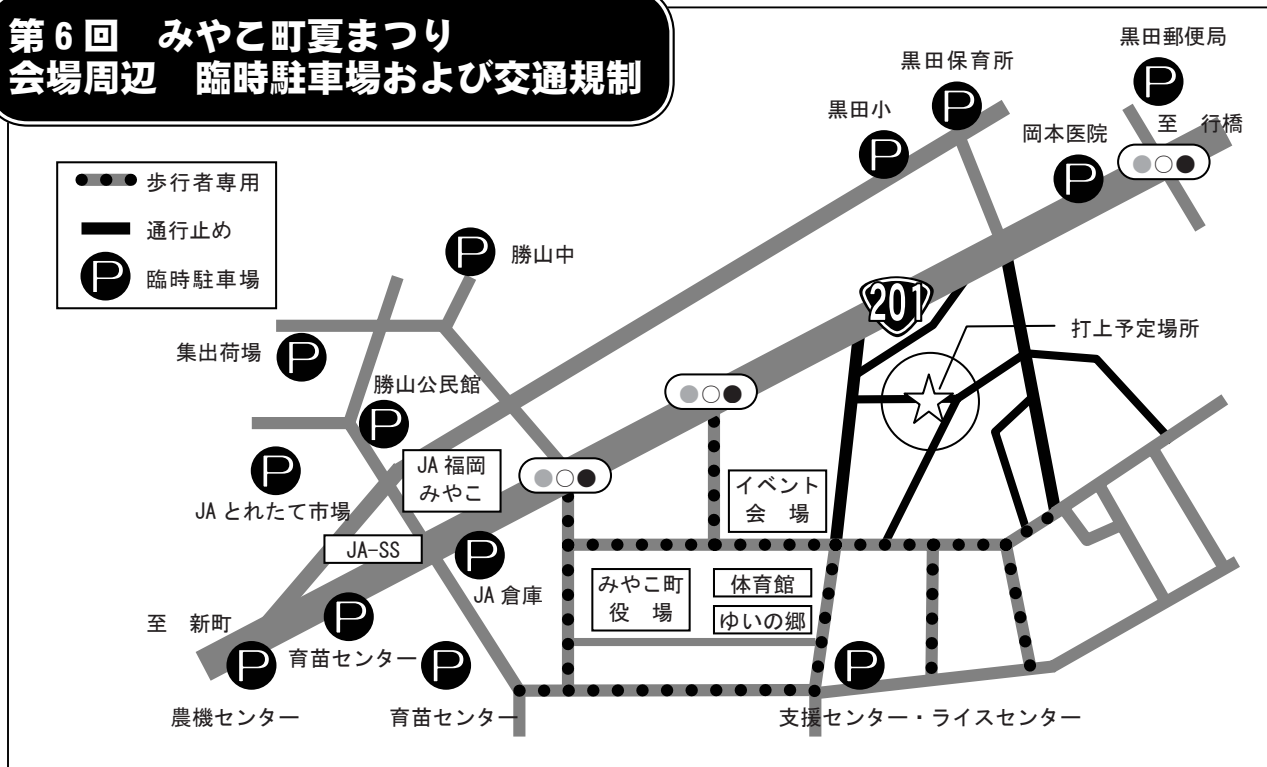 第6回　みやこ町夏まつり
会場周辺　臨時駐車場および交通規制
歩行者専用
通行止め
P 臨時駐車場
黒田郵便局
P
黒田保育所
P
黒田小
P
岡本医院
P
至　行橋
P 勝山中
201
打上予定場所
集出荷場
P
勝山公民館
P
P
JAとれたて市場
JA福岡
みやこ
イベント
会　場
JA-SS
P
JA倉庫
みやこ町
役　場
体育館
ゆいの郷
至　新町
P
育苗センター
P
農機センター
P
育苗センター
P
支援センター・ライスセンター